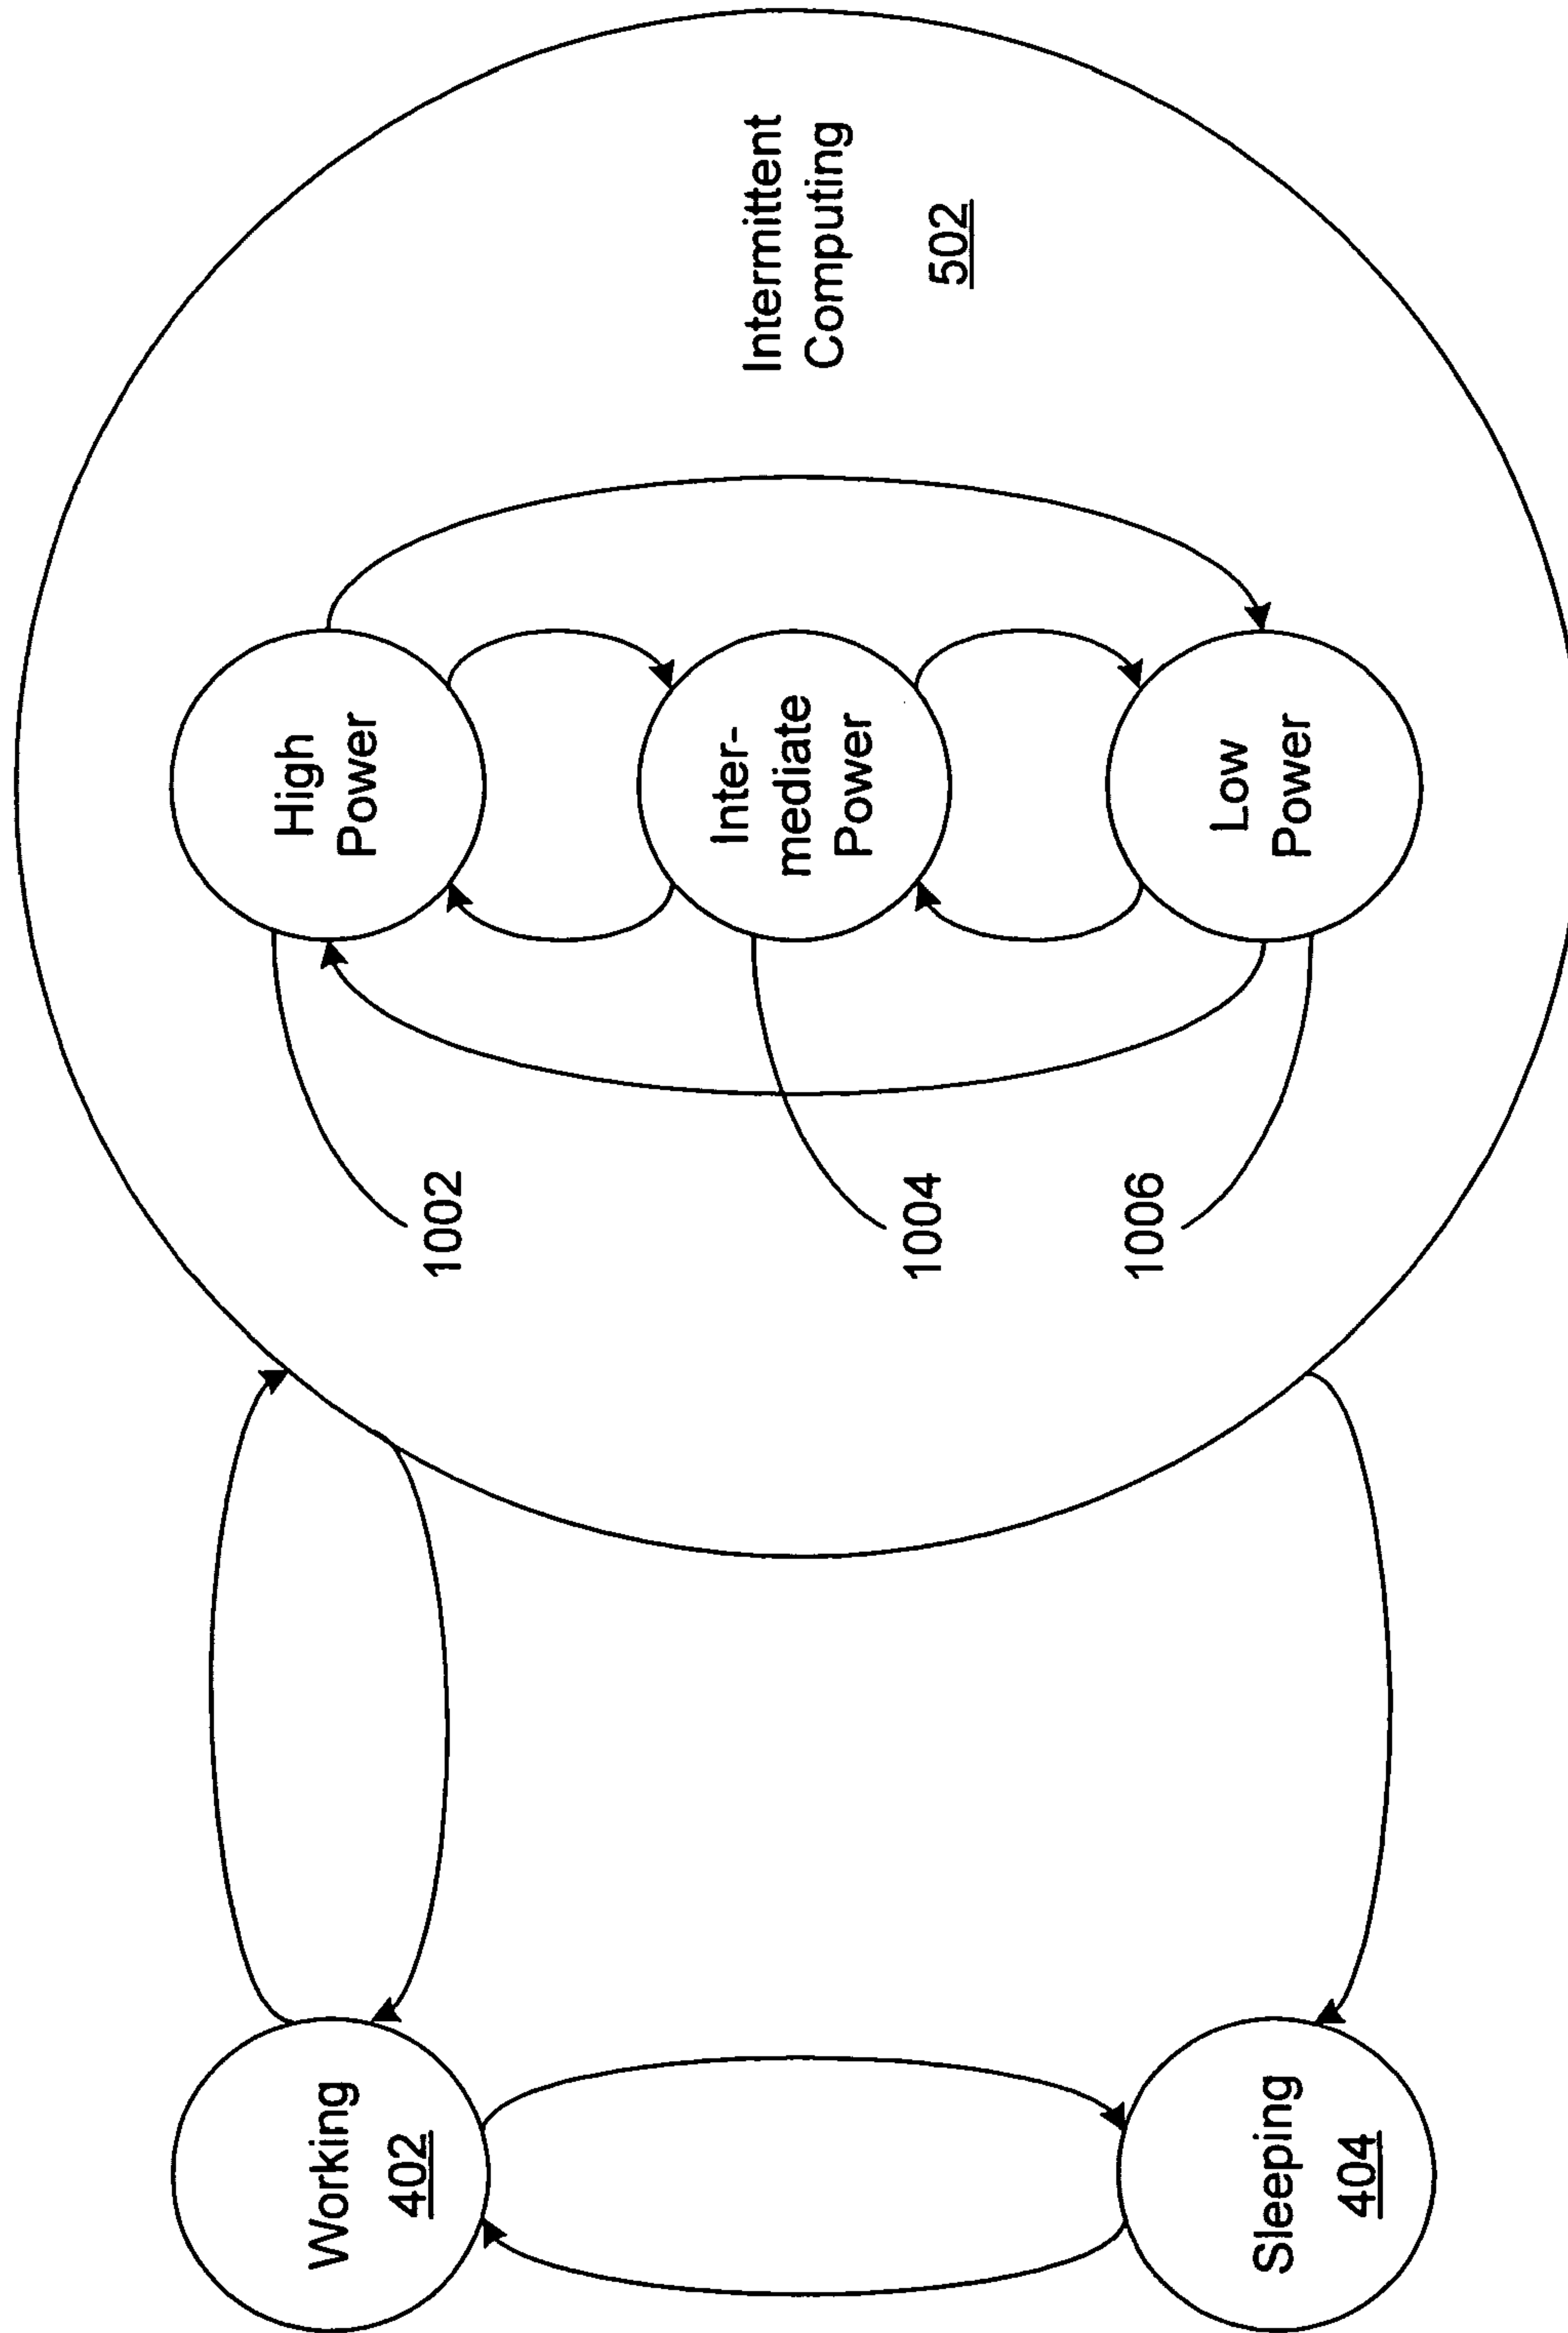 Working
402
Sleeping
404
High
Power
Inter-
mediate
Power
Low
Power
1002
1004
1006
Intermittent
Computing
502